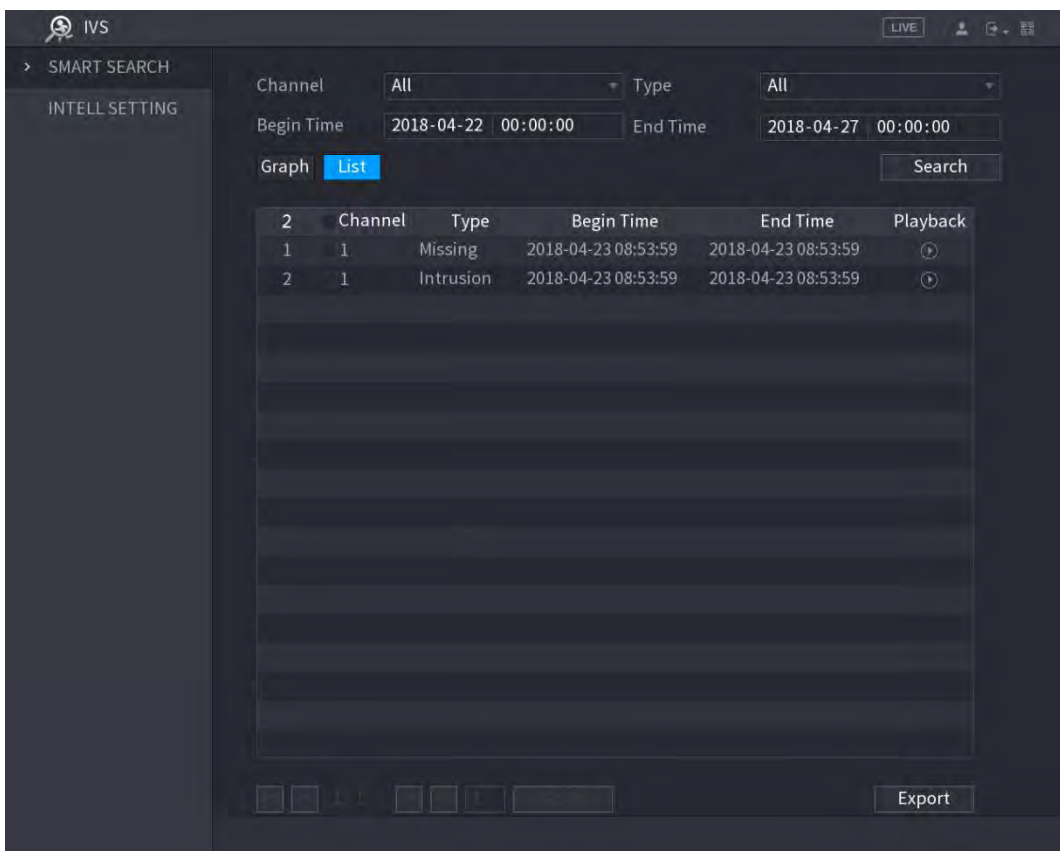 IVS LIVE
SMART SEARCH
INTELL SETTING
Channel All Type All
Begin Time 2018-04-22 00:00:00 End Time 2018-04-27 00:00:00
Graph List Search
2 Channel Type Begin Time End Time Playback
1 1 Missing 2018-04-23 08:53:59 2018-04-23 08:53:59
2 1 Intrusion 2018-04-23 08:53:59 2018-04-23 08:53:59
Export